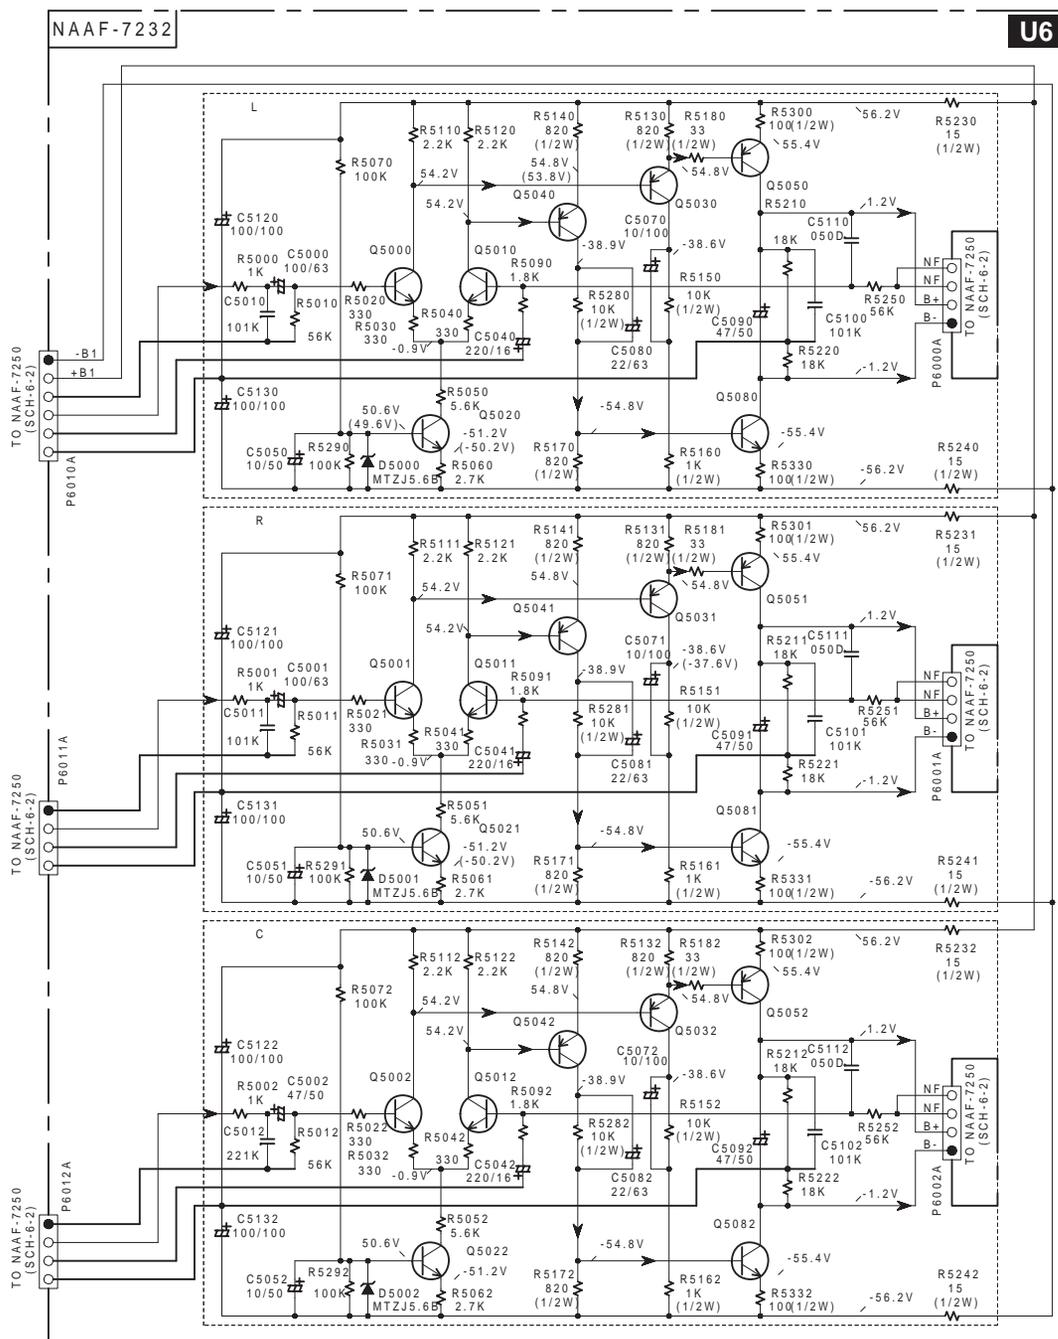 NAAF-7232
U6
L
R5110
2.2K
R5120
2.2K
R5140
820
(1/2W)
R5130
820
(1/2W)
R5180
33
(1/2W)
R5300
100(1/2W)
56.2V
R5230
15
(1/2W)
R5070
100K
54.2V
54.2V
54.8V
(53.8V)
Q5040
54.8V
55.4V
Q5050
Q5030
R5210
18K
C5070
10/100
1.2V
C5110
050D
C5120
100/100
R5000
1K
C5000
100/63
Q5000
Q5010
R5090
1.8K
-38.9V
-38.6V
R5150
10K
(1/2W)
C5010
101K
R5010
56K
R5020
330
R5030
330
R5040
330
-0.9V
C5040
220/16
R5280
10K
(1/2W)
C5080
22/63
C5090
47/50
C5100
101K
R5250
56K
NF
NF
B+
B-
TO NAAF-7250
(SCH-6-2)
P6000A
R5220
18K
-B1
+B1
TO NAAF-7250
(SCH-6-2)
P6010A
C5130
100/100
R5050
5.6K
50.6V
(49.6V)
Q5020
-51.2V
(-50.2V)
-54.8V
Q5080
-1.2V
-55.4V
C5050
10/50
R5290
100K
D5000
MTZJ5.6B
R5060
2.7K
R5170
820
(1/2W)
R5160
1K
(1/2W)
R5330
100(1/2W)
-56.2V
R5240
15
(1/2W)
R
R5111
2.2K
R5121
2.2K
R5141
820
(1/2W)
R5131
820
(1/2W)
R5181
33
(1/2W)
R5301
100(1/2W)
56.2V
R5231
15
(1/2W)
R5071
100K
54.2V
54.2V
54.8V
Q5041
54.8V
55.4V
Q5051
Q5031
R5211
18K
C5071
10/100
1.2V
C5111
050D
C5121
100/100
R5001
1K
C5001
100/63
Q5001
Q5011
R5091
1.8K
-38.9V
-38.6V
(-37.6V)
R5151
10K
(1/2W)
C5011
101K
R5011
56K
R5021
330
R5031
330
R5041
330
-0.9V
C5041
220/16
R5281
10K
(1/2W)
C5081
22/63
C5091
47/50
C5101
101K
R5251
56K
NF
NF
B+
B-
TO NAAF-7250
(SCH-6-2)
P6001A
R5221
18K
P6011A
TO NAAF-7250
(SCH-6-2)
C5131
100/100
R5051
5.6K
50.6V
Q5021
-51.2V
(-50.2V)
-54.8V
Q5081
-1.2V
-55.4V
C5051
10/50
R5291
100K
D5001
MTZJ5.6B
R5061
2.7K
R5171
820
(1/2W)
R5161
1K
(1/2W)
R5331
100(1/2W)
-56.2V
R5241
15
(1/2W)
C
R5112
2.2K
R5122
2.2K
R5142
820
(1/2W)
R5132
820
(1/2W)
R5182
33
(1/2W)
R5302
100(1/2W)
56.2V
R5232
15
(1/2W)
R5072
100K
54.2V
54.2V
54.8V
Q5042
54.8V
55.4V
Q5052
Q5032
R5212
18K
C5072
10/100
1.2V
C5112
050D
C5122
100/100
R5002
1K
C5002
47/50
Q5002
Q5012
R5092
1.8K
-38.9V
-38.6V
R5152
10K
(1/2W)
C5012
221K
R5012
56K
R5022
330
R5032
330
R5042
330
-0.9V
C5042
220/16
R5282
10K
(1/2W)
C5082
22/63
C5092
47/50
C5102
101K
R5252
56K
NF
NF
B+
B-
TO NAAF-7250
(SCH-6-2)
P6002A
R5222
18K
P6012A
TO NAAF-7250
(SCH-6-2)
C5132
100/100
R5052
5.6K
50.6V
Q5022
-51.2V
-54.8V
Q5082
-1.2V
-55.4V
C5052
10/50
R5292
100K
D5002
MTZJ5.6B
R5062
2.7K
R5172
820
(1/2W)
R5162
1K
(1/2W)
R5332
100(1/2W)
-56.2V
R5242
15
(1/2W)